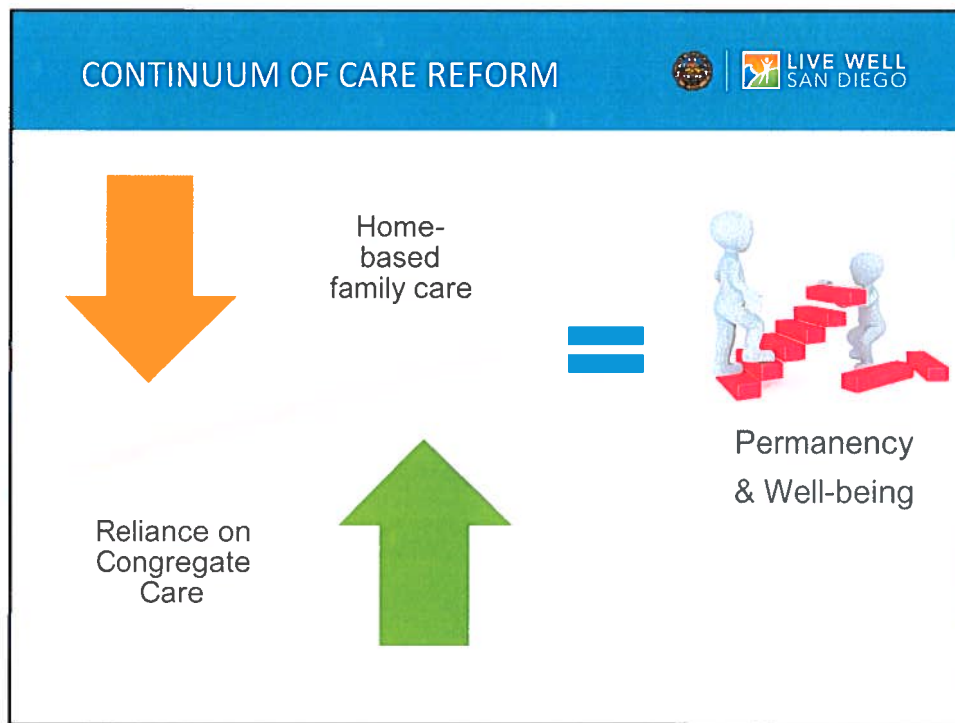 CONTINUUM OF CARE REFORM
LIVE WELL
SAN DIEGO
Home-
based
family care
Reliance on
Congregate
Care
Permanency
& Well-being